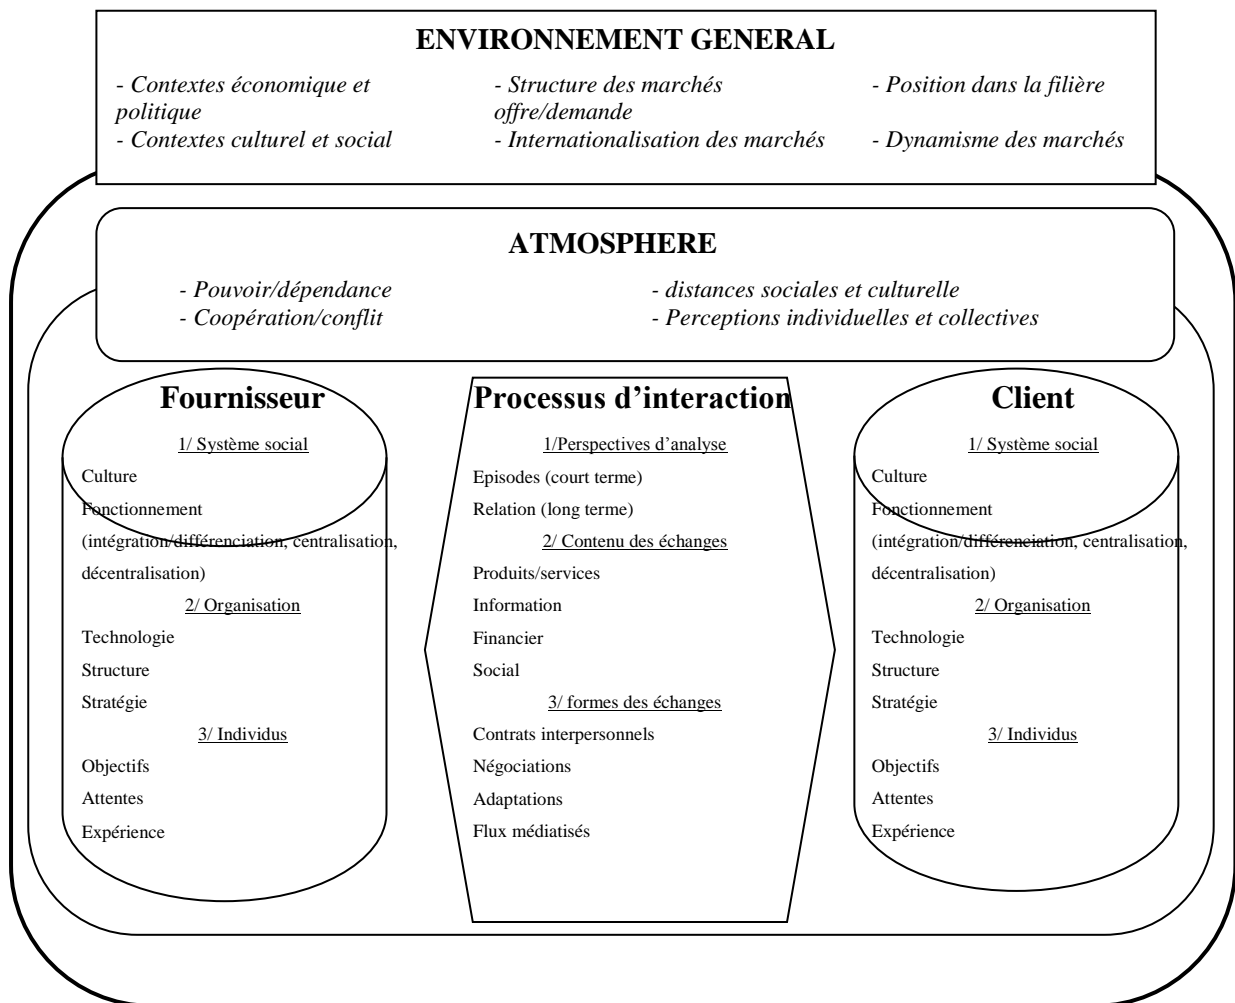 ENVIRONNEMENT GENERAL
- Contextes économique et
politique
- Contextes culturel et social
- Structure des marchés
offre/demande
- Internationalisation des marchés
- Position dans la filière
- Dynamisme des marchés
ATMOSPHERE
- Pouvoir/dépendance
- Coopération/conflit
- distances sociales et culturelle
- Perceptions individuelles et collectives
Fournisseur
1/ Système social
Culture
Fonctionnement
(intégration/différenciation, centralisation,
décentralisation)
2/ Organisation
Technologie
Structure
Stratégie
3/ Individus
Objectifs
Attentes
Expérience
Processus d’interaction
1/Perspectives d’analyse
Episodes (court terme)
Relation (long terme)
2/ Contenu des échanges
Produits/services
Information
Financier
Social
3/ formes des échanges
Contrats interpersonnels
Négociations
Adaptations
Flux médiatisés
Client
1/ Système social
Culture
Fonctionnement
(intégration/différenciation, centralisation,
décentralisation)
2/ Organisation
Technologie
Structure
Stratégie
3/ Individus
Objectifs
Attentes
Expérience